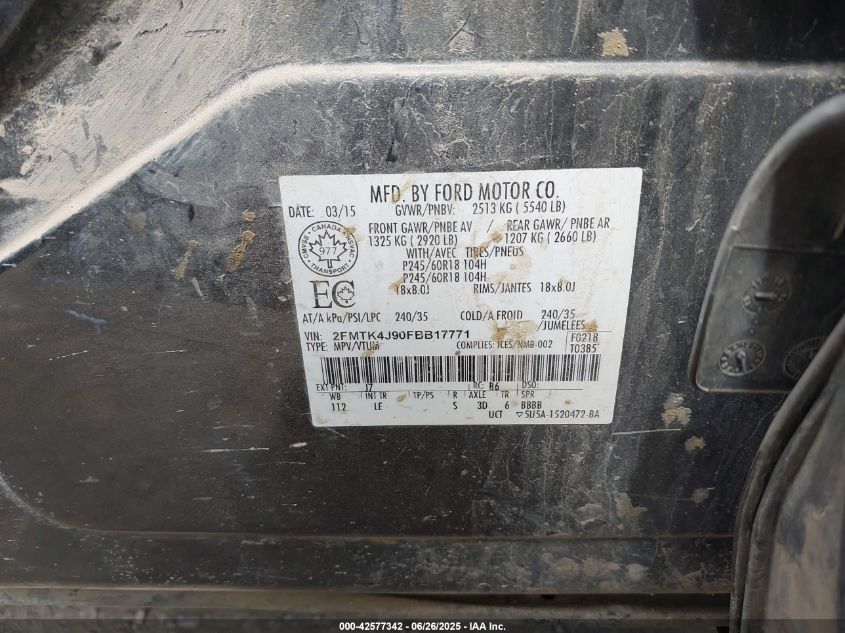 MFD. BY FORD MOTOR CO.
DATE: 03/15 GVWR/PNBV: 2513 KG ( 5540 LB)
FRONT GAWR/PNBE AV / REAR GAWR/ PNBE AR
1325 KG ( 2920 LB) 1207 KG ( 2660 LB)
WITH/AVEC TIRES/PNEUS
P245/60R18 104H
P245/60R18 104H
18x8.0J RIMS/JANTES 18x8.0J
CANADA
977
TRANSPORT
EC
AT/A kPa/PSI/LPC 240/35 COLD/A FROID 240/35
/JUMELEES
VIN: 2FMTK4J90FBB17771 F0218
TYPE: MPV/VTUM COMPLIES: ICES/NMB-002 T0385
EXT PNT: J7 RC: B6 DSO:
WB INT TR TP/PS R AXLE TR SPR
112 LE S 3D 6 BBBB
UCT ▽5U5A-1520472-BA
000-42577342 / 06/26/2025 - IAA Inc.